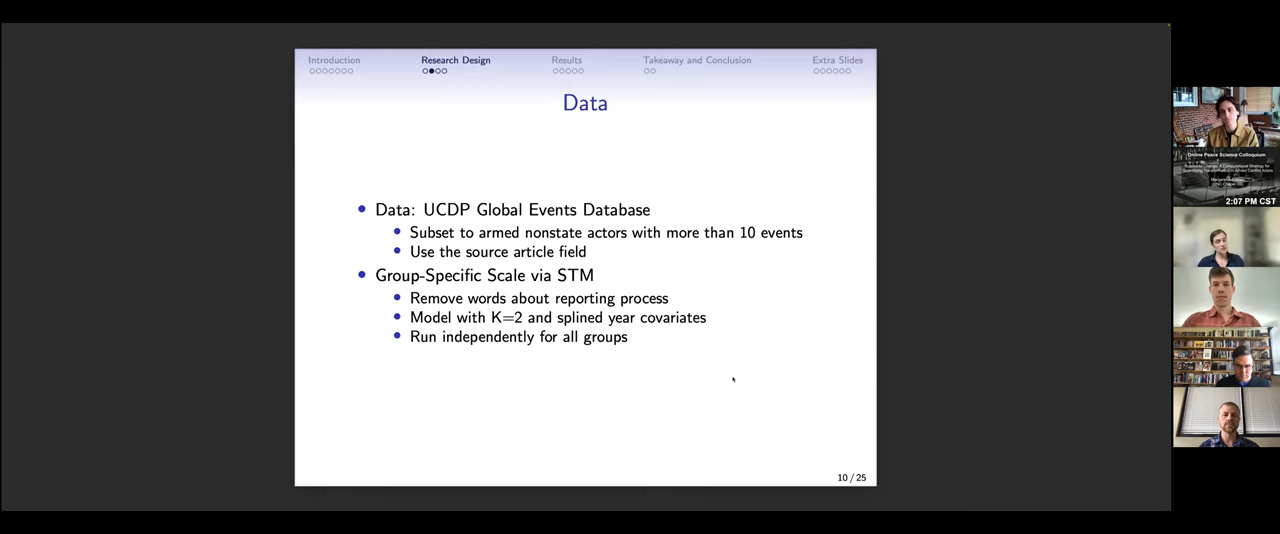 Introduction
Research Design
Results
Takeaway and Conclusion
Extra Slides
Data
Data: UCDP Global Events Database
Subset to armed nonstate actors with more than 10 events
Use the source article field
Group-Specific Scale via STM
Remove words about reporting process
Model with K=2 and splined year covariates
Run independently for all groups
10 / 25
Online Peace Science Colloquium
2:07 PM CST